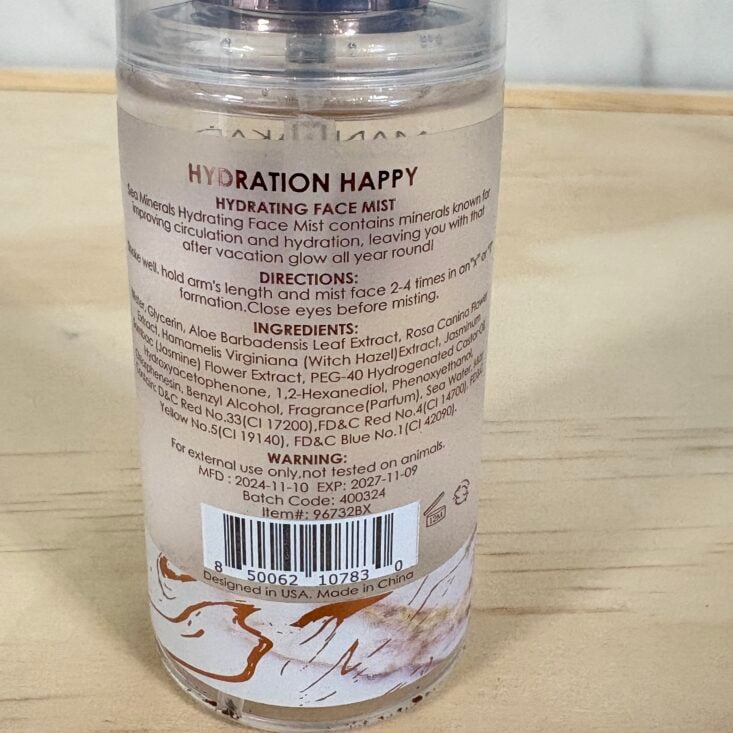 HYDRATION HAPPY
HYDRATING FACE MIST
Sea Minerals Hydrating Face Mist contains minerals known for
improving circulation and hydration, leaving you with that
after vacation glow all year round!
DIRECTIONS:
well, hold arm's length and mist face 2-4 times in an "x" or
formation.Close eyes before misting.
INGREDIENTS:
Water, Glycerin, Aloe Barbadensis Leaf Extract, Rosa Canina Flower
Extract, Hamamelis Virginiana (Witch Hazel)Extract, Jasminum
Sambac (Jasmine) Flower Extract, PEG-40 Hydrogenated Castor Oil,
Hydroxyacetophenone, 1,2-Hexanediol, Phenoxyethanol,
Chlorphenesin, Benzyl Alcohol, Fragrance(Parfum), Sea Water, May
Contain: D&C Red No.33(CI 17200),FD&C Red No.4(CI 14700), FD&C
Yellow No.5(CI 19140), FD&C Blue No.1(CI 42090).
WARNING:
For external use only,not tested on animals.
MFD : 2024-11-10 EXP: 2027-11-09
Batch Code: 400324
Item#: 96732BX
12M
8 50062 10783 0
Designed in USA. Made in China